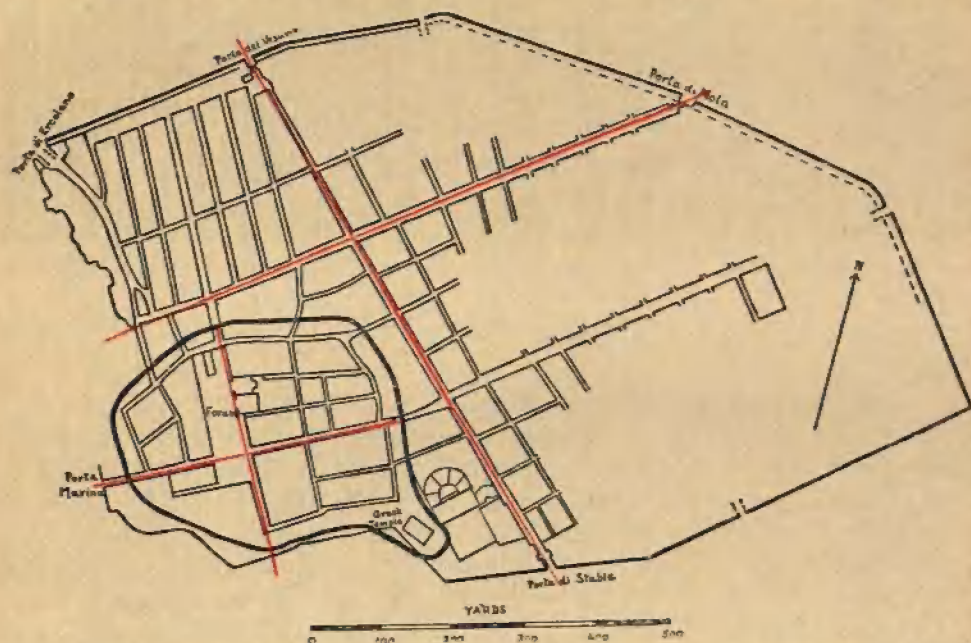 Porta del Vesuvio
Porta di Nola
Porta di Ercolano
N
Forum
Porta
Marina
Greek
Temple
Porta di Stabia
YARDS
0 100 200 300 400 500